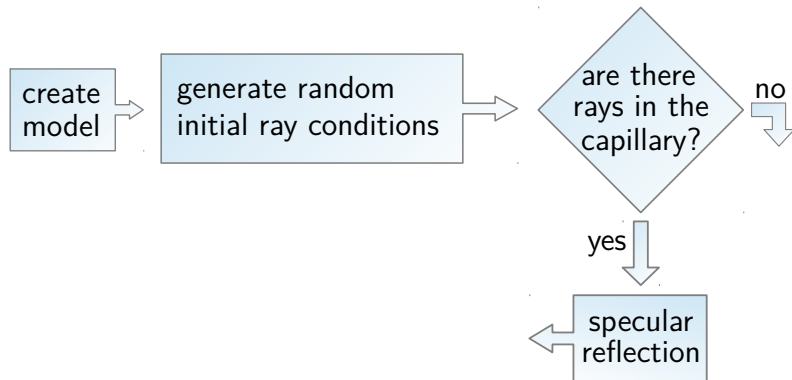 create
model
generate random
initial ray conditions
are there
rays in the
capillary?
no
yes
specular
reflection